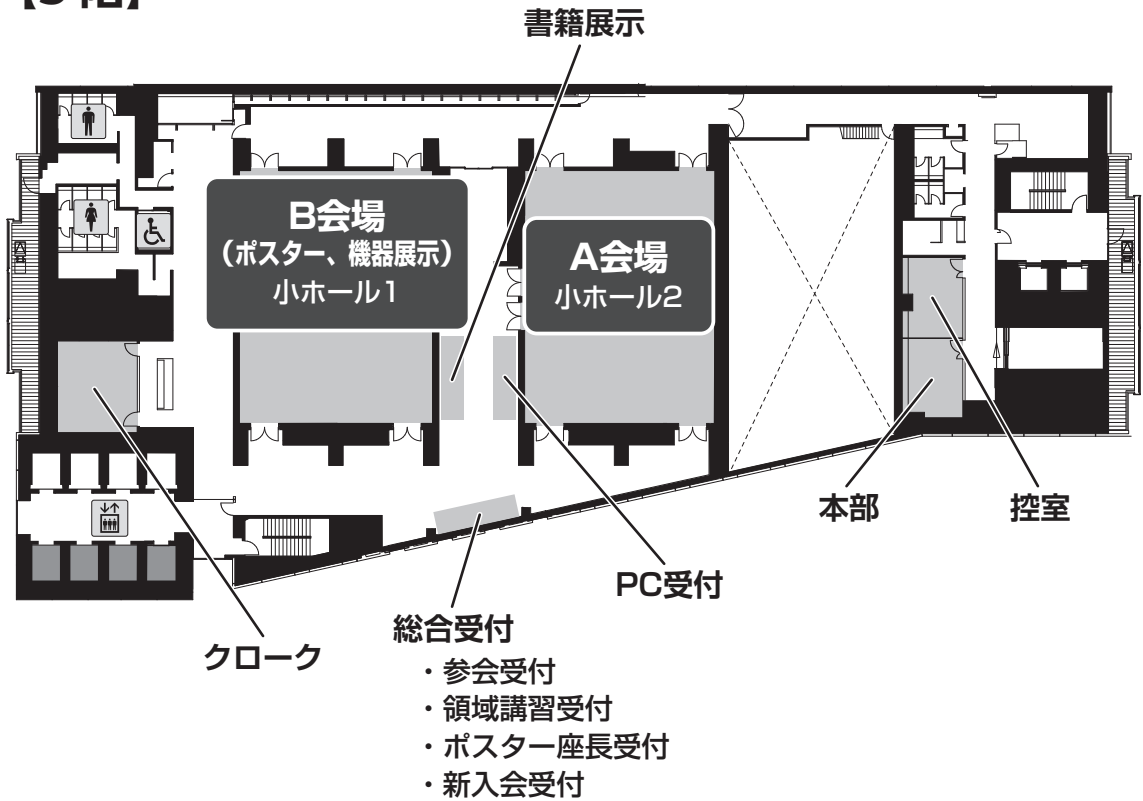 書籍展示
B会場
（ポスター、機器展示）
小ホール1
A会場
小ホール2
本部
控室
PC受付
クローク
総合受付
・参会受付
・領域講習受付
・ポスター座長受付
・新入会受付